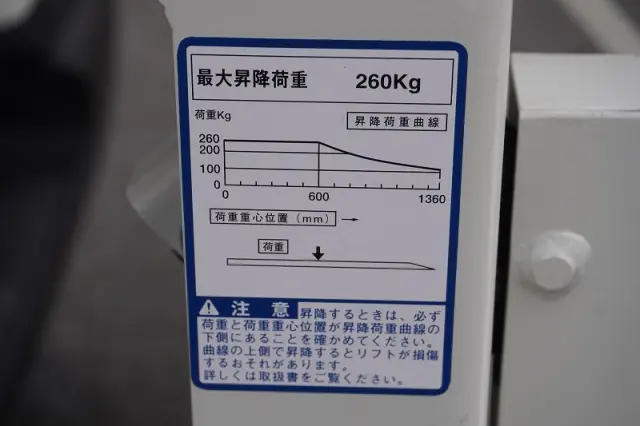 最大昇降荷重 260Kg
荷重Kg
昇降荷重曲線
260
200
100
0
0 600 1360
荷重重心位置(mm) →
荷重
注意 昇降するときは、必ず
荷重と荷重重心位置が昇降荷重曲線の
下側にあることを確かめてください。
曲線の上側で昇降するとリフトが損傷
するおそれがあります。
詳しくは取扱書をご覧ください。